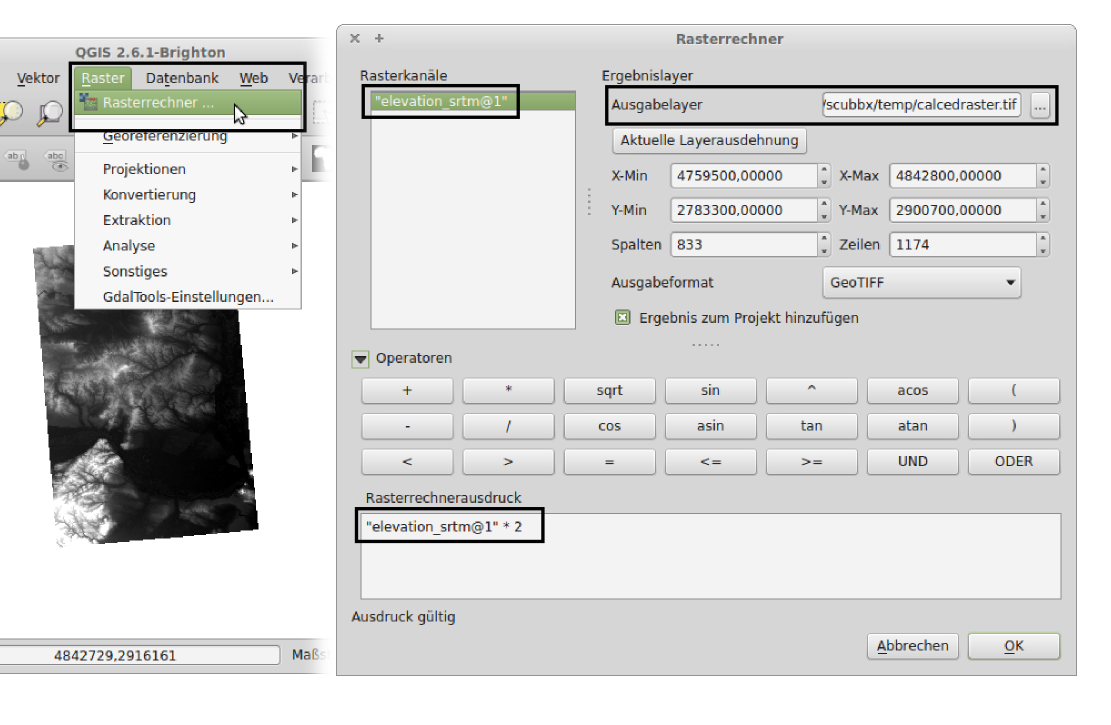 QGIS 2.6.1-Brighton
Vektor Raster Datenbank Web Verar
Rasterrechner ...
Georeferenzierung
Projektionen
Konvertierung
Extraktion
Analyse
Sonstiges
GdalTools-Einstellungen...
4842729,2916161 Maßs
Rasterrechner
Rasterkanäle
"elevation_srtm@1"
Ergebnislayer
Ausgabelayer /scubbx/temp/calcedraster.tif ...
Aktuelle Layerausdehnung
X-Min 4759500,00000 X-Max 4842800,00000
Y-Min 2783300,00000 Y-Max 2900700,00000
Spalten 833 Zeilen 1174
Ausgabeformat GeoTIFF
Ergebnis zum Projekt hinzufügen
Operatoren
+ * sqrt sin ^ acos (
- / cos asin tan atan )
< > = <= >= UND ODER
Rasterrechnerausdruck
"elevation_srtm@1" * 2
Ausdruck gültig
Abbrechen OK